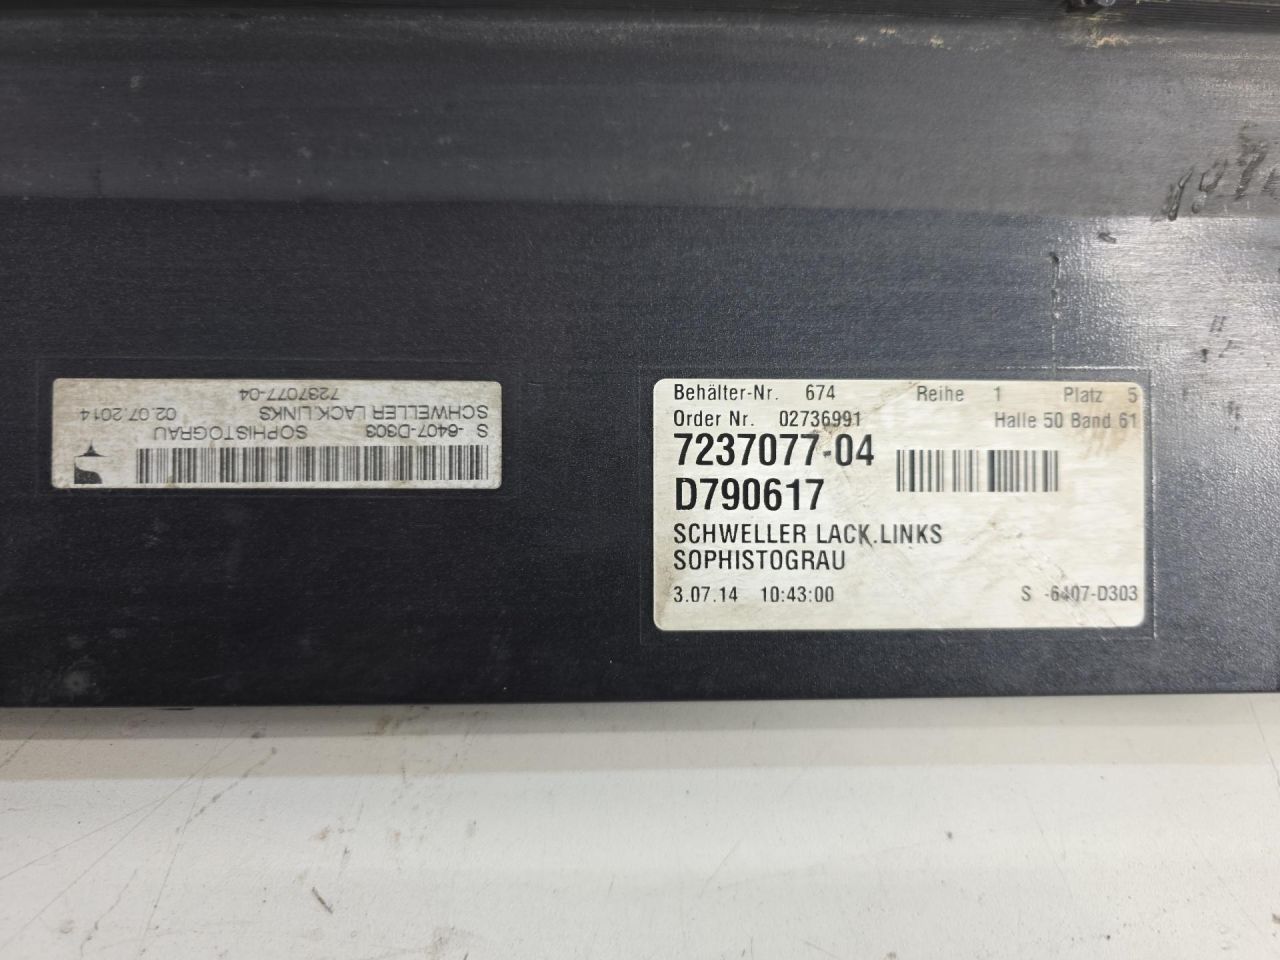 S -6407-D303 SOPHISTOGRAU
SCHWELLER LACK.LINKS 02.07.2014
7237077-04
Behälter-Nr. 674 Reihe 1 Platz 5
Order Nr. 02736991 Halle 50 Band 61
7237077-04
D790617
SCHWELLER LACK.LINKS
SOPHISTOGRAU
3.07.14 10:43:00 S -6407-D303